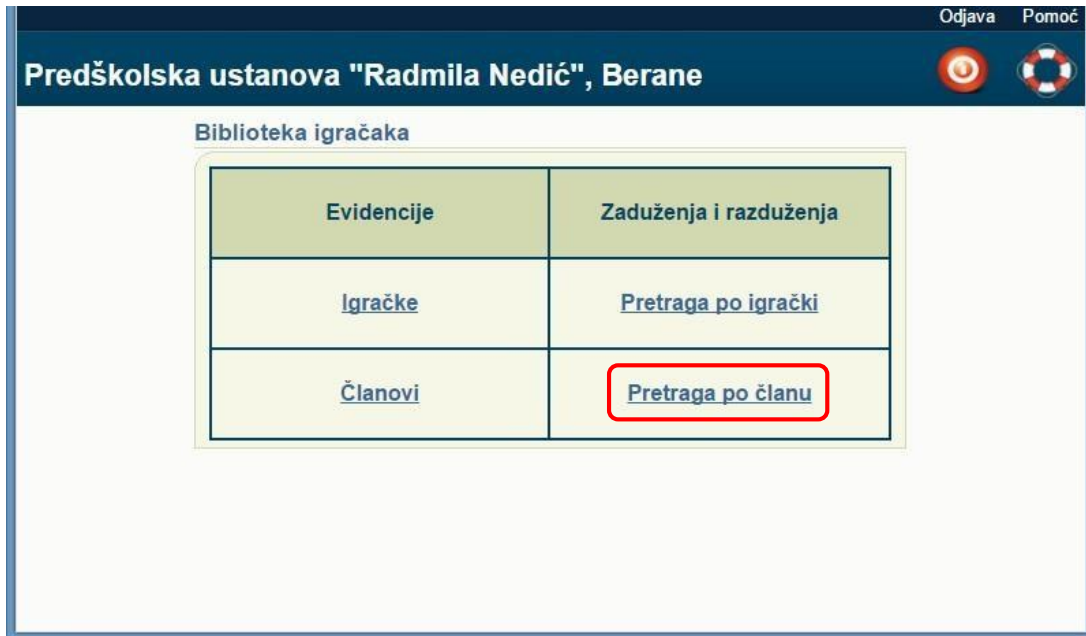 Odjava Pomoć
Predškolska ustanova "Radmila Nedić", Berane
Biblioteka igračaka
Evidencije Zaduženja i razduženja
Igračke Pretraga po igrački
Članovi Pretraga po članu